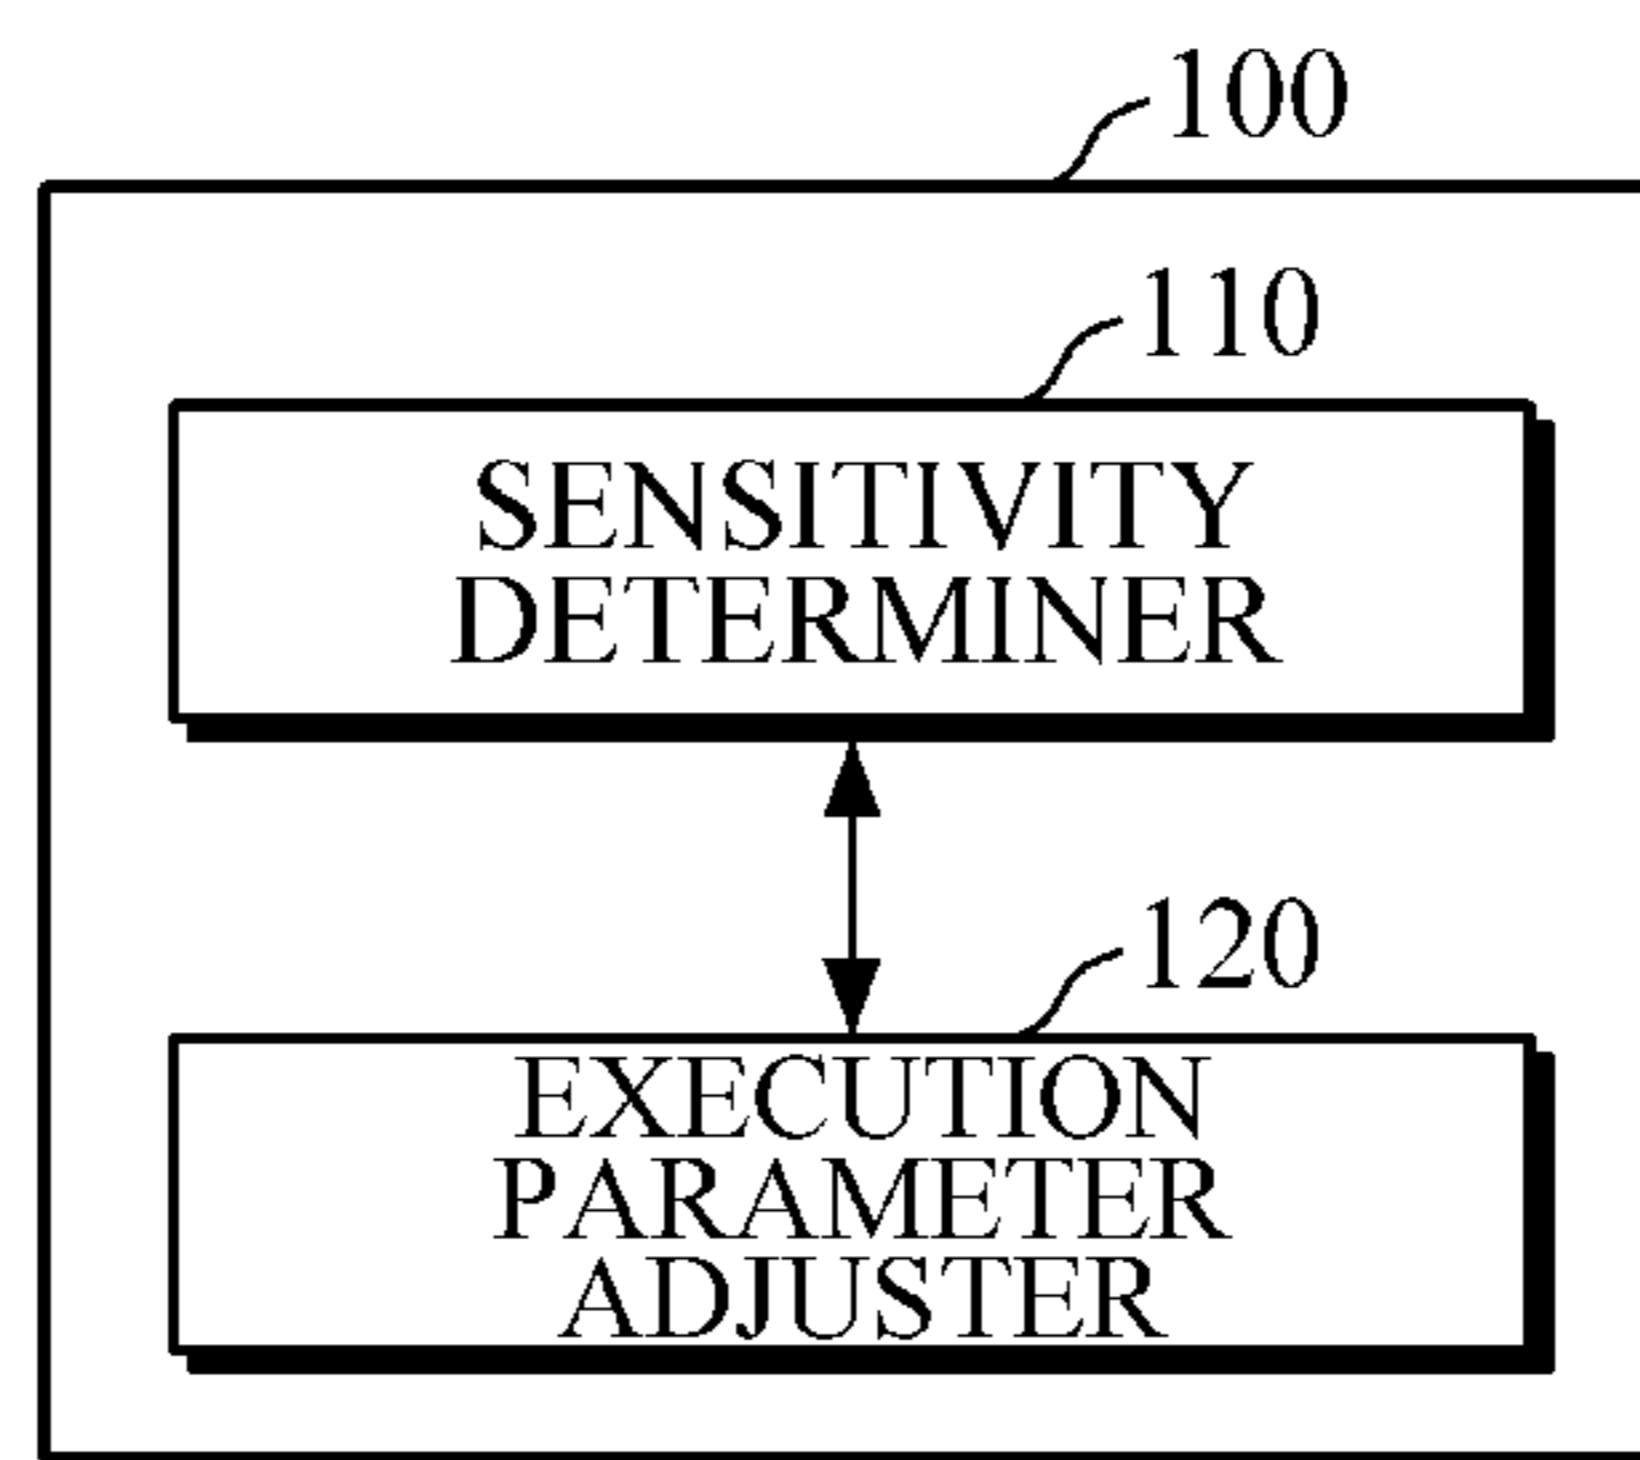 100
110
SENSITIVITY
DETERMINER
120
EXECUTION
PARAMETER
ADJUSTER